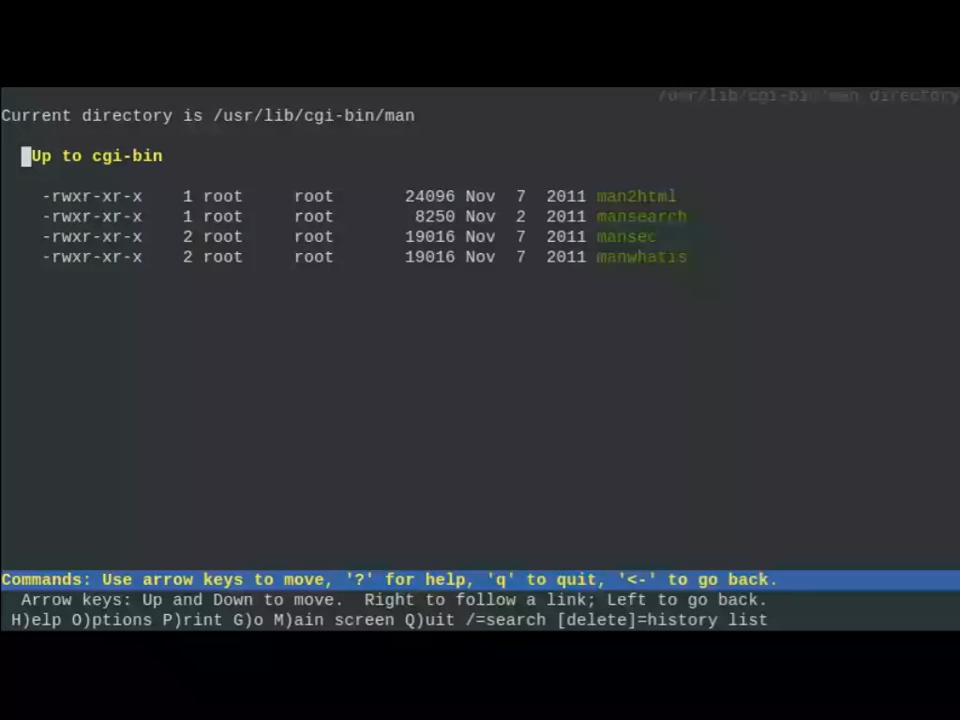 /usr/lib/cgi-bin/man directory
Current directory is /usr/lib/cgi-bin/man
Up to cgi-bin
-rwxr-xr-x 1 root root 24096 Nov 7 2011 man2html
-rwxr-xr-x 1 root root 8250 Nov 2 2011 mansearch
-rwxr-xr-x 2 root root 19016 Nov 7 2011 mansec
-rwxr-xr-x 2 root root 19016 Nov 7 2011 manwhatis
Commands: Use arrow keys to move, '?' for help, 'q' to quit, '<-' to go back.
Arrow keys: Up and Down to move. Right to follow a link; Left to go back.
H)elp O)ptions P)rint G)o M)ain screen Q)uit /=search [delete]=history list